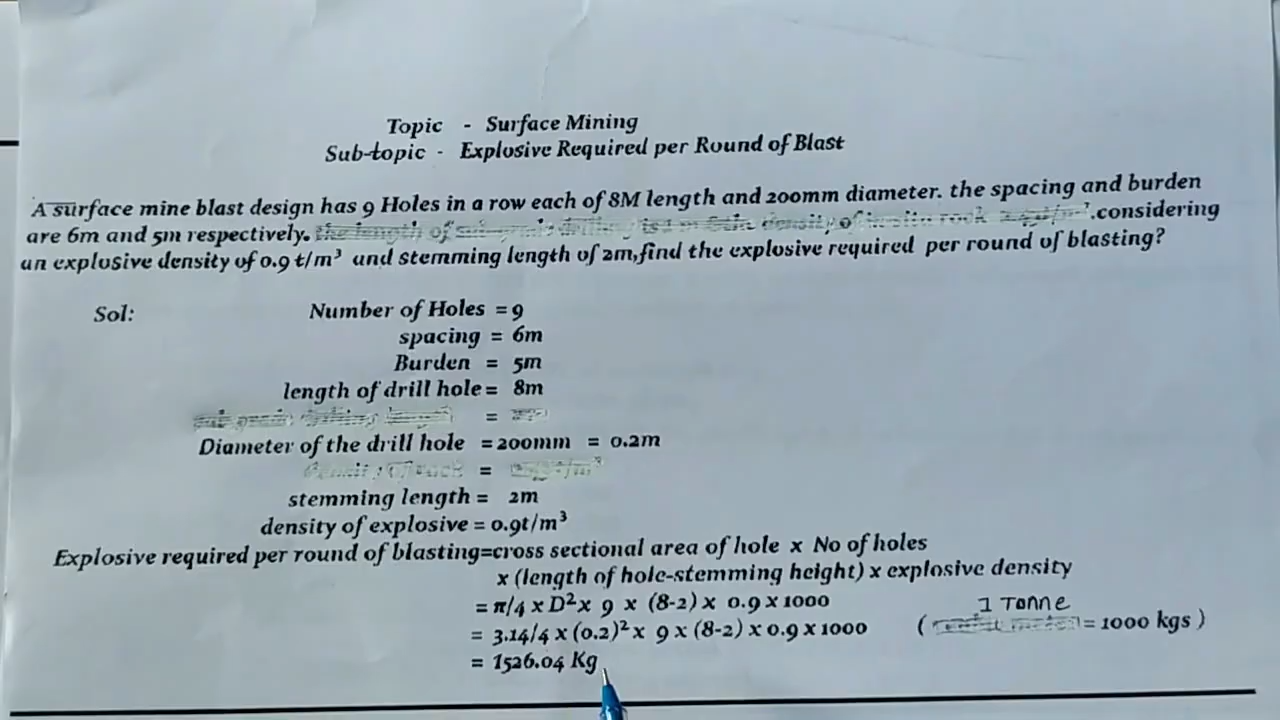 Topic - Surface Mining
Sub-topic - Explosive Required per Round of Blast
A surface mine blast design has 9 Holes in a row each of 8M length and 200mm diameter. the spacing and burden
are 6m and 5m respectively. .considering
an explosive density of 0.9 t/m³ and stemming length of 2m,find the explosive required per round of blasting?
Sol: Number of Holes = 9
spacing = 6m
Burden = 5m
length of drill hole = 8m
=
Diameter of the drill hole = 200mm = 0.2m
=
stemming length = 2m
density of explosive = 0.9t/m³
Explosive required per round of blasting=cross sectional area of hole x No of holes
x (length of hole-stemming height) x explosive density
= π/4 x D² x 9 x (8-2) x 0.9 x 1000
= 3.14/4 x (0.2)² x 9 x (8-2) x 0.9 x 1000 ( 1 Tonne = 1000 kgs )
= 1526.04 Kg